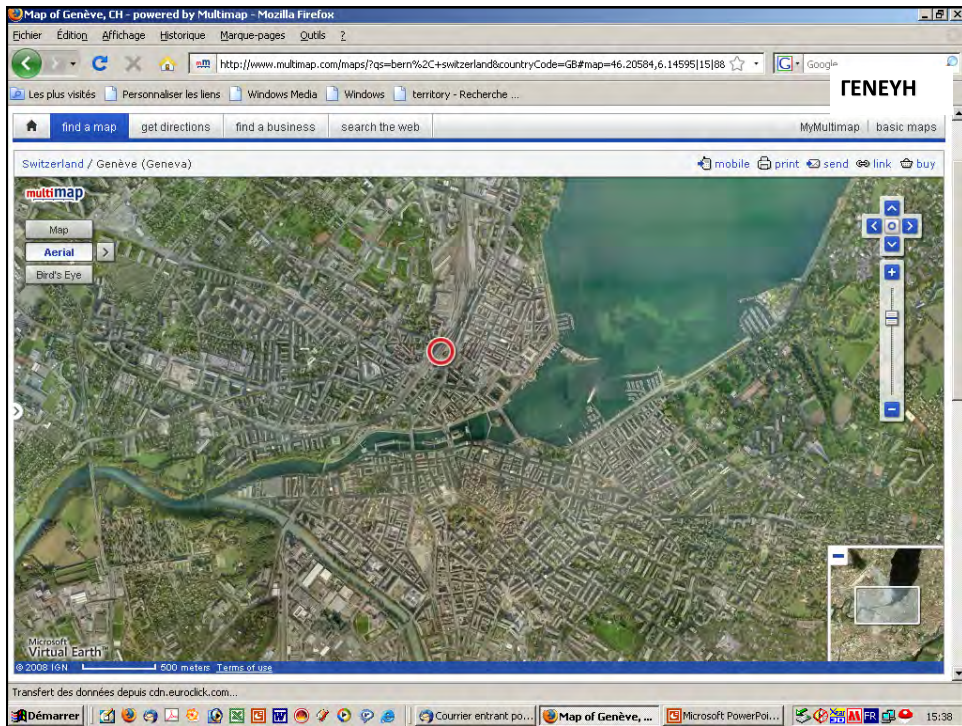 Map of Genève, CH - powered by Multimap - Mozilla Firefox
Fichier Édition Affichage Historique Marque-pages Outils ?
http://www.multimap.com/maps/?qs=bern%2C+switzerland&countryCode=GB#map=46.20584,6.14595|15|88 G Google
Les plus visités Personnaliser les liens Windows Media Windows territory - Recherche ...
ΓΕΝΕΥΗ
find a map get directions find a business search the web MyMultimap basic maps
Switzerland / Genève (Geneva) mobile print send link buy
multimap
Map
Aerial >
Bird's Eye
Microsoft
Virtual Earth
© 2008 IGN 500 meters Terms of use
Transfert des données depuis cdn.euroclick.com...
Démarrer Courrier entrant po... Map of Genève, ... Microsoft PowerPoi... FR 15:38